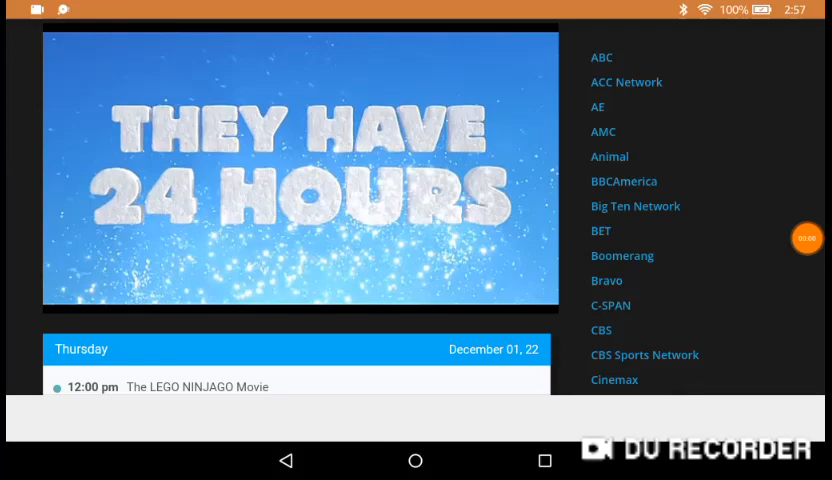 100% 2:57
THEY HAVE
24 HOURS
ABC
ACC Network
AE
AMC
Animal
BBCAmerica
Big Ten Network
BET
Boomerang
Bravo
C-SPAN
CBS
CBS Sports Network
Cinemax
00:00
Thursday December 01, 22
12:00 pm The LEGO NINJAGO Movie
DU RECORDER